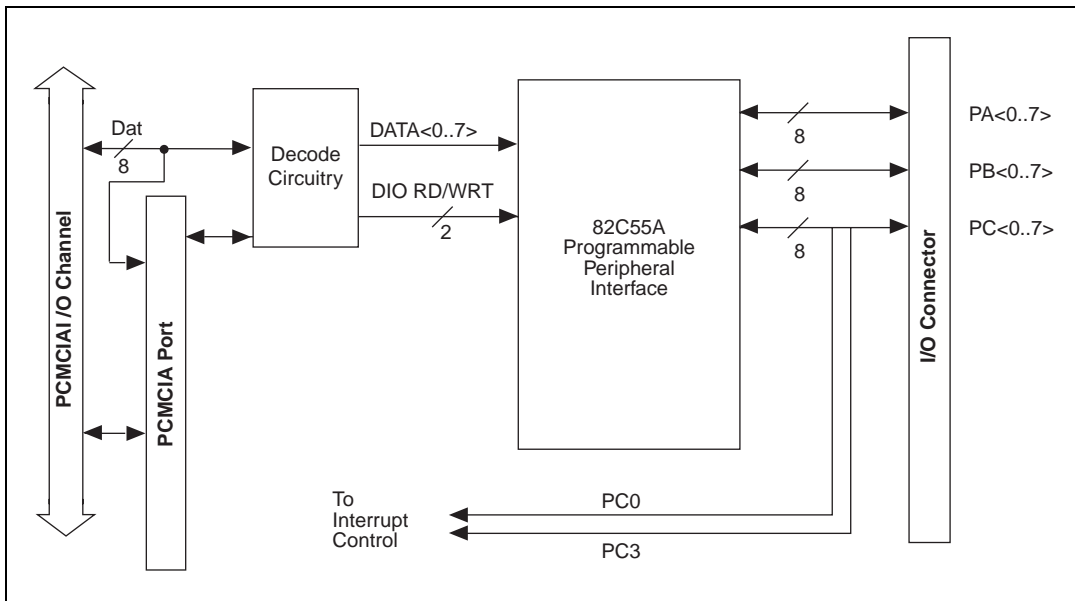 PCMCIAI /O Channel
Dat
8
PCMCIA Port
Decode
Circuitry
DATA<0..7>
DIO RD/WRT
2
82C55A
Programmable
Peripheral
Interface
8
8
8
I/O Connector
PA<0..7>
PB<0..7>
PC<0..7>
To
Interrupt
Control
PC0
PC3